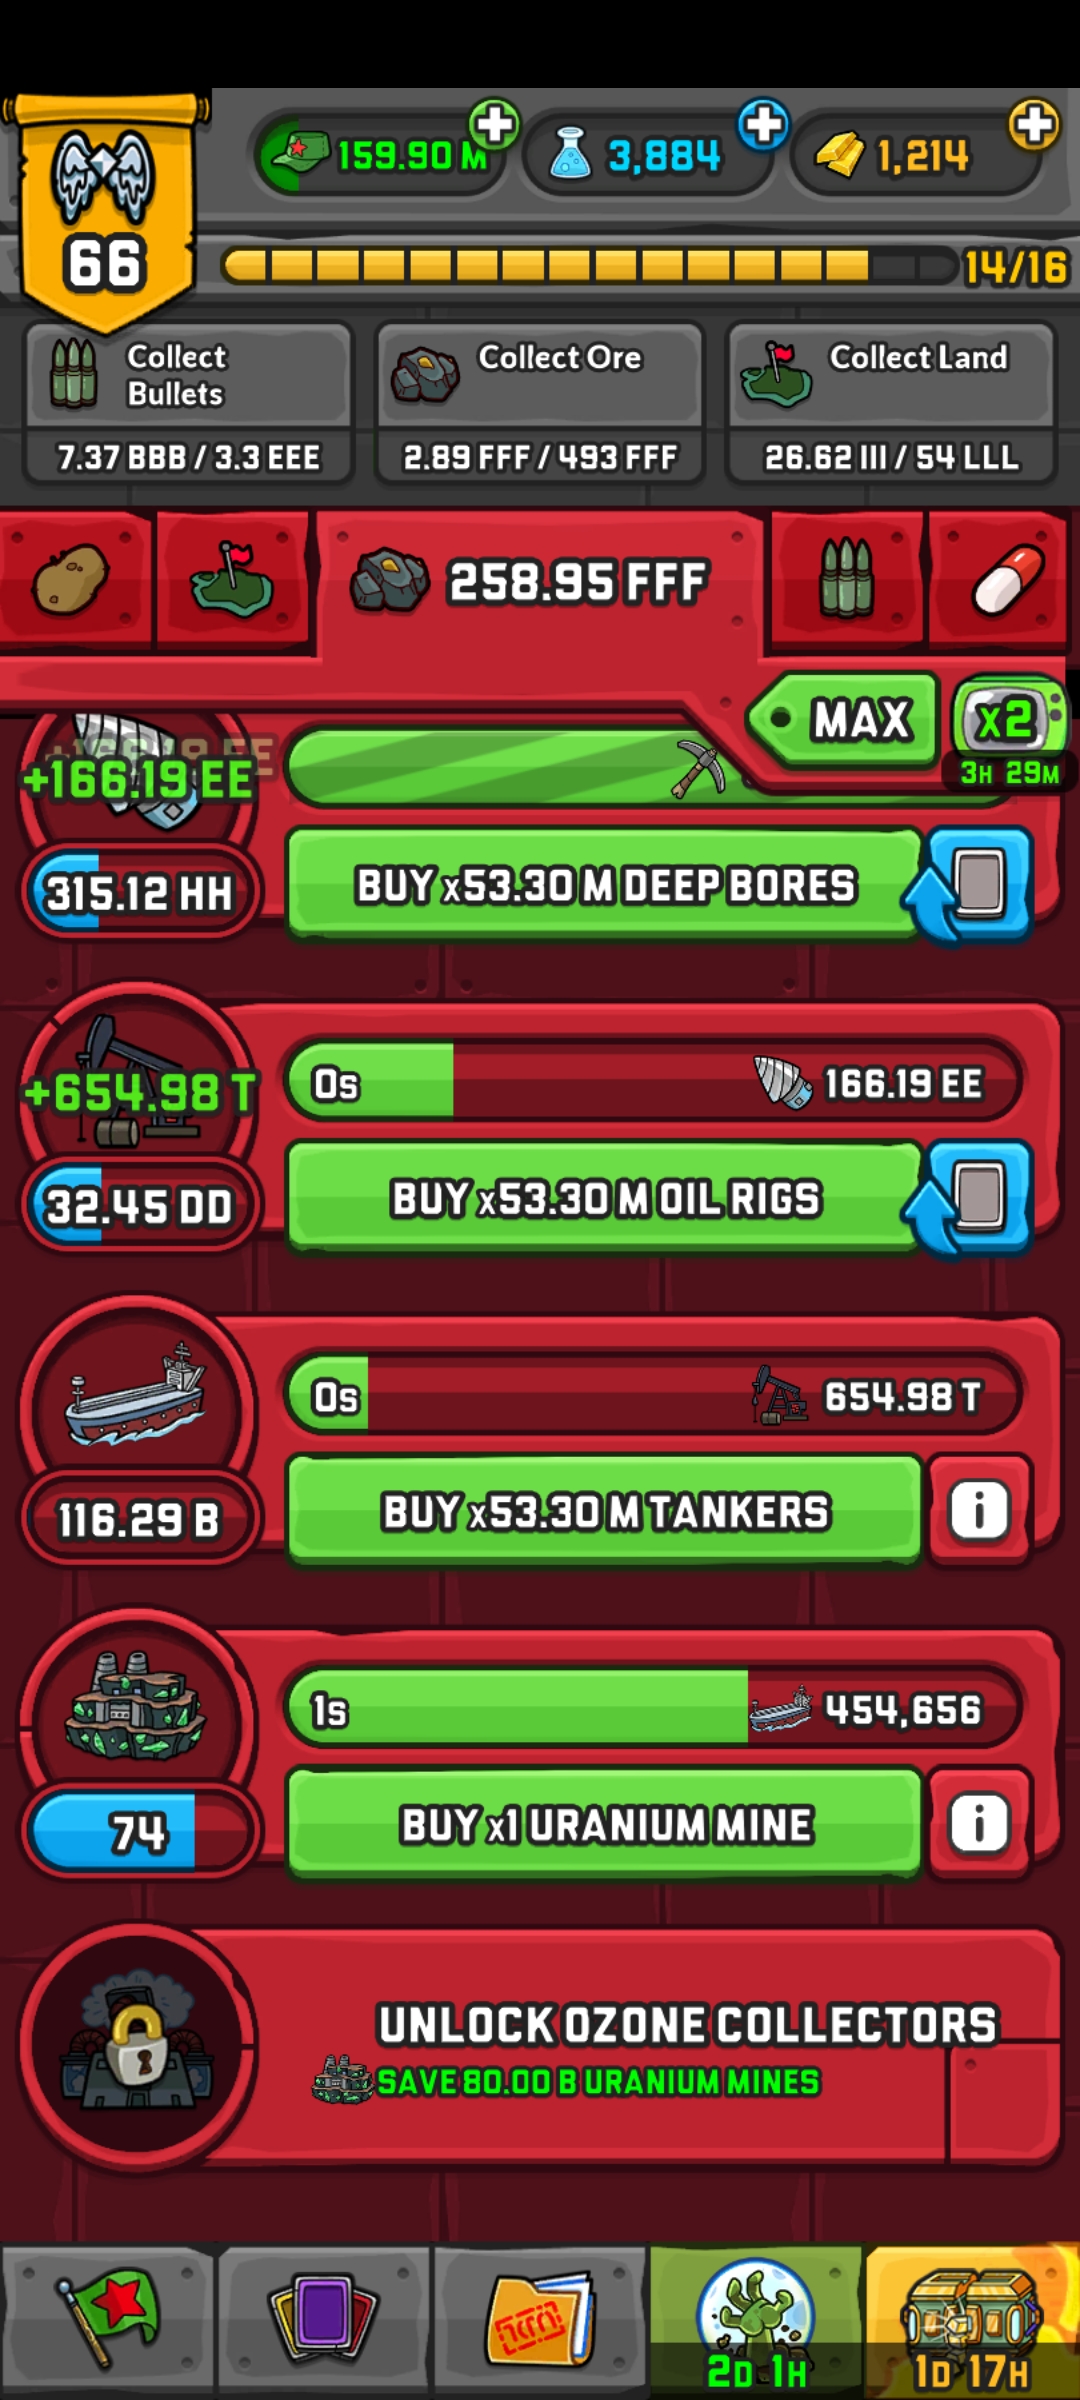 159.90 M
3,884
1,214
66
14/16
Collect
Bullets
7.37 BBB / 3.3 EEE
Collect Ore
2.89 FFF / 493 FFF
Collect Land
26.62 III / 54 LLL
258.95 FFF
MAX
x2
3H 29M
+166.19 EE
+166.19 EE
315.12 HH
BUY x53.30 M DEEP BORES
+654.98 T
0s
166.19 EE
32.45 DD
BUY x53.30 M OIL RIGS
0s
654.98 T
116.29 B
BUY x53.30 M TANKERS
i
1s
454,656
74
BUY x1 URANIUM MINE
i
UNLOCK OZONE COLLECTORS
SAVE 80.00 B URANIUM MINES
2D 1H
1D 17H